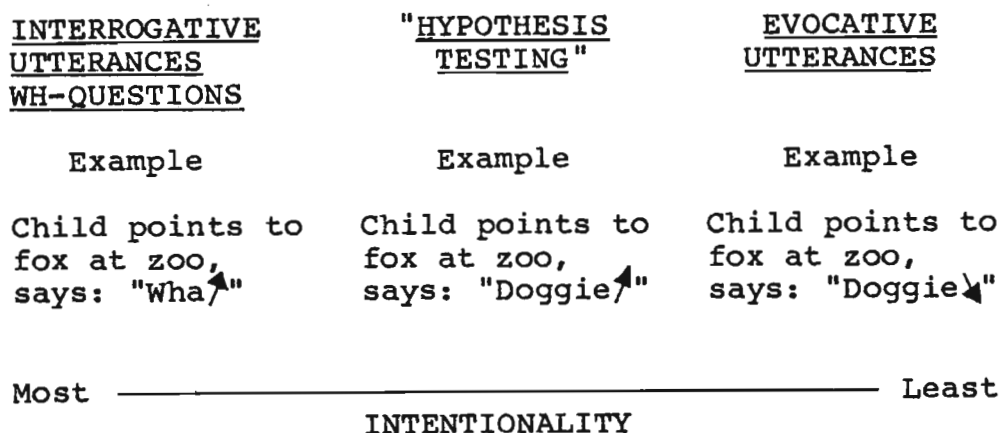 INTERROGATIVE
UTTERANCES
WH-QUESTIONS
Example
Child points to
fox at zoo,
says: "Wha↗"
"HYPOTHESIS
TESTING"
Example
Child points to
fox at zoo,
says: "Doggie↗"
EVOCATIVE
UTTERANCES
Example
Child points to
fox at zoo,
says: "Doggie↘"
Most
Least
INTENTIONALITY